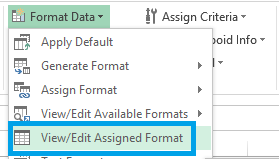 Format Data
Assign Criteria
Apply Default
Generate Format
Assign Format
View/Edit Available Formats
View/Edit Assigned Format